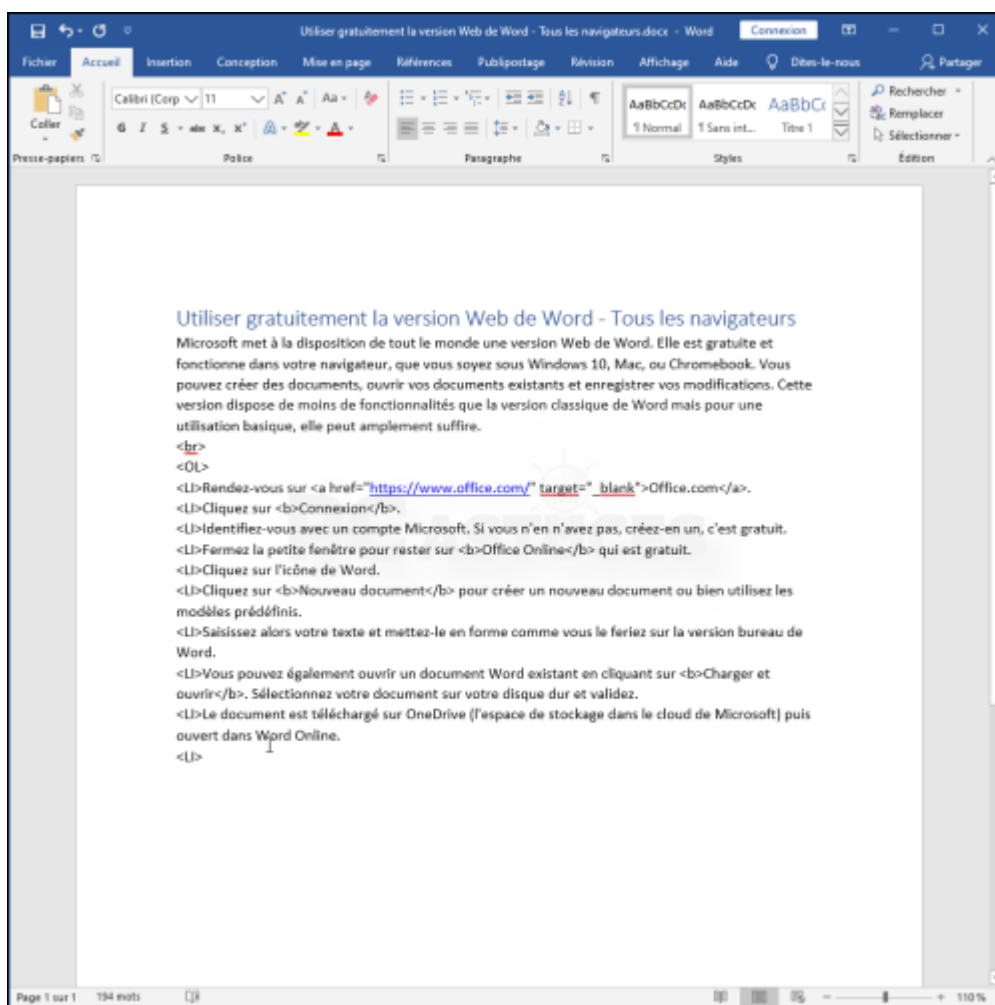 Utiliser gratuitement la version Web de Word - Tous les navigateurs.docx - Word
Connexion
Fichier Accueil Insertion Conception Mise en page Références Publipostage Révision Affichage Aide Dites-le-nous Partager
Coller
Calibri (Corp 11
Aa
G I S abc X, X'
A
AaBbCcDc AaBbCcDc AaBbCc
¶ Normal ¶ Sans int... Titre 1
Rechercher
Remplacer
Sélectionner
Presse-papiers Police Paragraphe Styles Édition
Utiliser gratuitement la version Web de Word - Tous les navigateurs
Microsoft met à la disposition de tout le monde une version Web de Word. Elle est gratuite et
fonctionne dans votre navigateur, que vous soyez sous Windows 10, Mac, ou Chromebook. Vous
pouvez créer des documents, ouvrir vos documents existants et enregistrer vos modifications. Cette
version dispose de moins de fonctionnalités que la version classique de Word mais pour une
utilisation basique, elle peut amplement suffire.
<br>
<OL>
<LI>Rendez-vous sur <a href="https://www.office.com/" target="_blank">Office.com</a>.
<LI>Cliquez sur <b>Connexion</b>.
<LI>Identifiez-vous avec un compte Microsoft. Si vous n'en n'avez pas, créez-en un, c'est gratuit.
<LI>Fermez la petite fenêtre pour rester sur <b>Office Online</b> qui est gratuit.
<LI>Cliquez sur l'icône de Word.
<LI>Cliquez sur <b>Nouveau document</b> pour créer un nouveau document ou bien utilisez les
modèles prédéfinis.
<LI>Saisissez alors votre texte et mettez-le en forme comme vous le feriez sur la version bureau de
Word.
<LI>Vous pouvez également ouvrir un document Word existant en cliquant sur <b>Charger et
ouvrir</b>. Sélectionnez votre document sur votre disque dur et validez.
<LI>Le document est téléchargé sur OneDrive (l'espace de stockage dans le cloud de Microsoft) puis
ouvert dans Word Online.
<LI>
Page 1 sur 1 194 mots 110 %